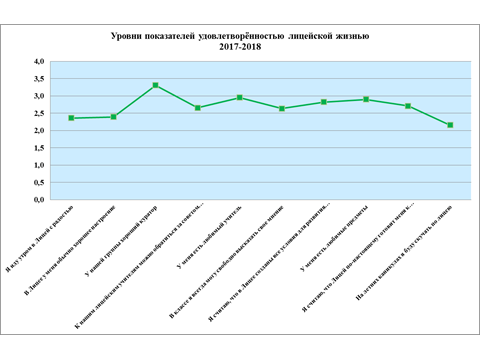 Уровни показателей удовлетворённостью лицейской жизнью
2017-2018
4,0
3,5
3,0
2,5
2,0
1,5
1,0
0,5
0,0
Я иду утром в Лицей с радостью
В Лицее у меня обычно хорошее настроение
У нашей группы хороший куратор
К нашим лицейским учителям можно обратиться за советом...
У меня есть любимый учитель
В классе я всегда могу свободно высказать свое мнение
Я считаю, что в Лицее созданы все условия для развития...
У меня есть любимые предметы
Я считаю, что Лицей по-настоящему готовит меня к...
На летних каникулах я буду скучать по лицею